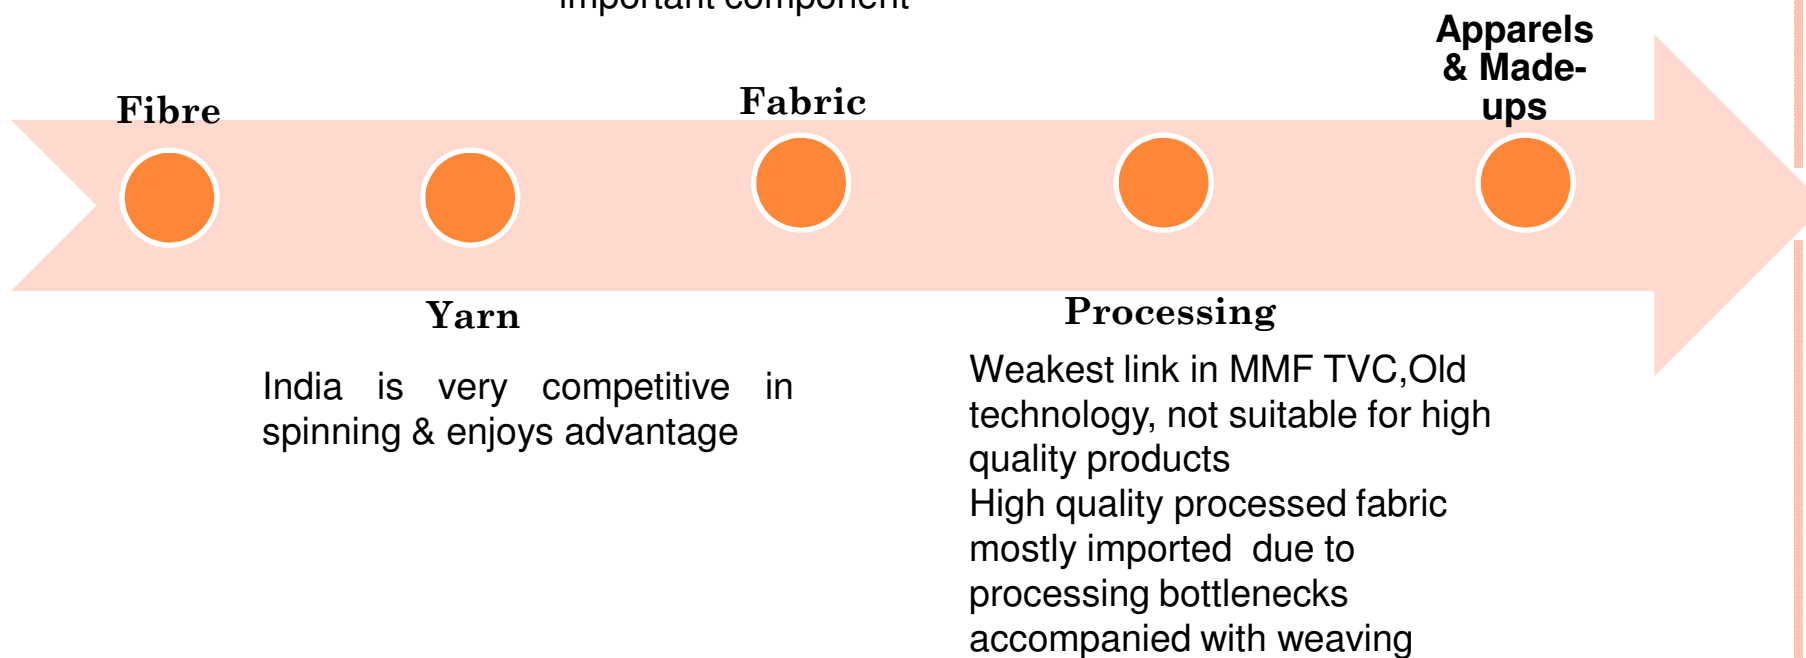 important component
Apparels
& Made-
ups
Fibre
Fabric
Yarn
Processing
India is very competitive in
spinning & enjoys advantage
Weakest link in MMF TVC,Old
technology, not suitable for high
quality products
High quality processed fabric
mostly imported due to
processing bottlenecks
accompanied with weaving